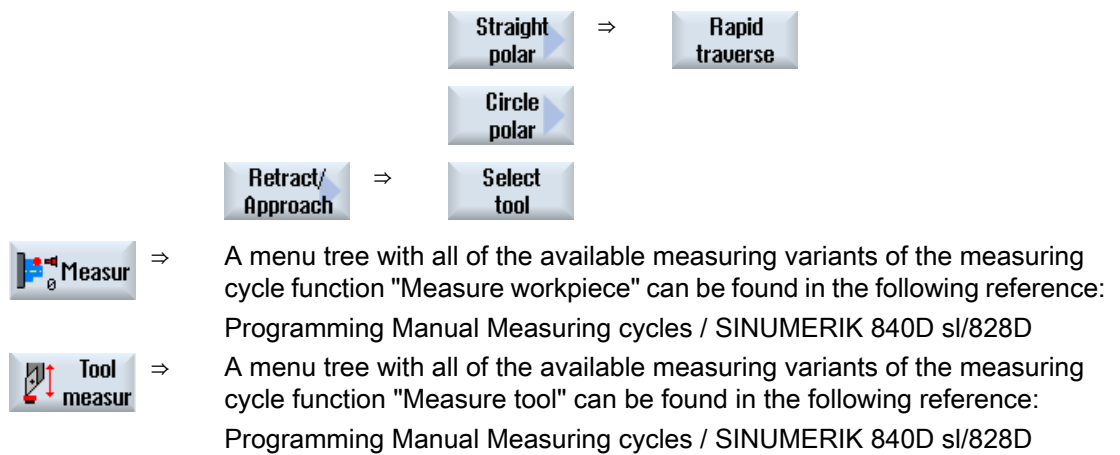 Straight
polar
⇒
Rapid
traverse
Circle
polar
Retract/
Approach
⇒
Select
tool
0 Measur
⇒
A menu tree with all of the available measuring variants of the measuring
cycle function "Measure workpiece" can be found in the following reference:
Programming Manual Measuring cycles / SINUMERIK 840D sl/828D
Tool
measur
⇒
A menu tree with all of the available measuring variants of the measuring
cycle function "Measure tool" can be found in the following reference:
Programming Manual Measuring cycles / SINUMERIK 840D sl/828D